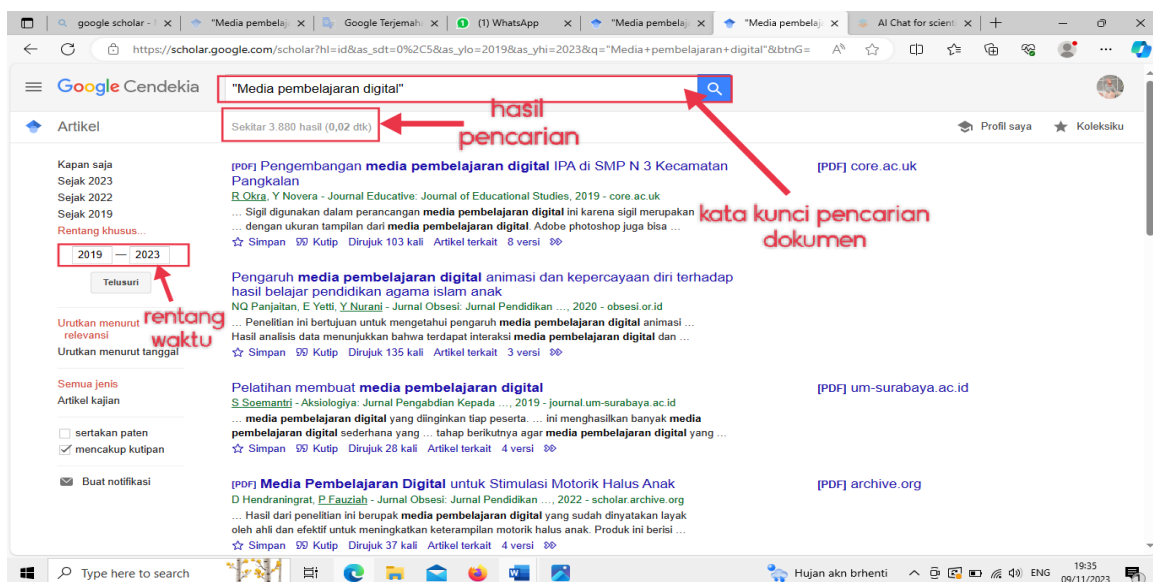 google scholar -
"Media pembelaj
Google Terjemah
(1) WhatsApp
"Media pembelaj
"Media pembelaj
AI Chat for scienti
https://scholar.google.com/scholar?hl=id&as_sdt=0%2C5&as_ylo=2019&as_yhi=2023&q="Media+pembelajaran+digital"&btnG=
Google Cendekia
"Media pembelajaran digital"
Artikel
Sekitar 3.880 hasil (0,02 dtk)
hasil
pencarian
Profil saya
Koleksiku
Kapan saja
Sejak 2023
Sejak 2022
Sejak 2019
Rentang khusus...
2019 — 2023
Telusuri
rentang
waktu
Urutkan menurut
relevansi
Urutkan menurut tanggal
Semua jenis
Artikel kajian
sertakan paten
mencakup kutipan
Buat notifikasi
kata kunci pencarian
dokumen
[PDF] Pengembangan media pembelajaran digital IPA di SMP N 3 Kecamatan
Pangkalan
R Okra, Y Novera - Journal Educative: Journal of Educational Studies, 2019 - core.ac.uk
… Sigil digunakan dalam perancangan media pembelajaran digital ini karena sigil merupakan
… dengan ukuran tampilan dari media pembelajaran digital. Adobe photoshop juga bisa …
Simpan Kutip Dirujuk 103 kali Artikel terkait 8 versi
[PDF] core.ac.uk
Pengaruh media pembelajaran digital animasi dan kepercayaan diri terhadap
hasil belajar pendidikan agama islam anak
NQ Panjaitan, E Yetti, Y Nurani - Jurnal Obsesi: Jurnal Pendidikan …, 2020 - obsesi.or.id
… Penelitian ini bertujuan untuk mengetahui pengaruh media pembelajaran digital animasi …
Hasil analisis data menunjukkan bahwa terdapat interaksi media pembelajaran digital dan …
Simpan Kutip Dirujuk 135 kali Artikel terkait 3 versi
Pelatihan membuat media pembelajaran digital
S Soemantri - Aksiologiya: Jurnal Pengabdian Kepada …, 2019 - journal.um-surabaya.ac.id
… media pembelajaran digital yang diinginkan tiap peserta. … ini menghasilkan banyak media
pembelajaran digital sederhana yang … tahap berikutnya agar media pembelajaran digital yang …
Simpan Kutip Dirujuk 28 kali Artikel terkait 4 versi
[PDF] um-surabaya.ac.id
[PDF] Media Pembelajaran Digital untuk Stimulasi Motorik Halus Anak
D Hendraningrat, P Fauziah - Jurnal Obsesi: Jurnal Pendidikan …, 2022 - scholar.archive.org
… Hasil dari penelitian ini berupak media pembelajaran digital yang sudah dinyatakan layak
oleh ahli dan efektif untuk meningkatkan keterampilan motorik halus anak. Produk ini berisi …
Simpan Kutip Dirujuk 37 kali Artikel terkait 4 versi
[PDF] archive.org
Type here to search
Hujan akn brhenti
ENG
19:35
09/11/2023